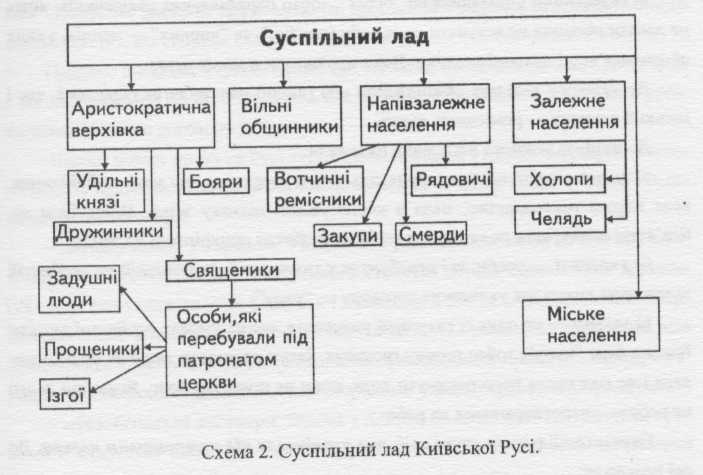 Суспільний лад
Аристократична
верхівка
Вільні
общинники
Напівзалежне
населення
Залежне
населення
Удільні
князі
Бояри
Вотчинні
ремісники
Рядовичі
Холопи
Челядь
Дружинники
Закупи
Смерди
Священики
Задушні
люди
Прощеники
Ізгої
Особи,які
перебували під
патронатом
церкви
Міське
населення
Схема 2. Суспільний лад Київської Русі.